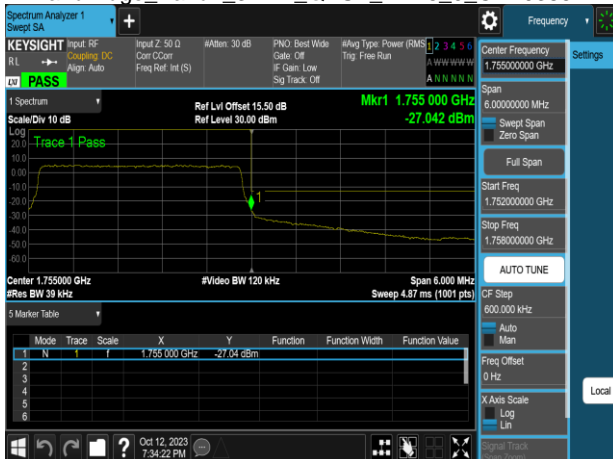 Spectrum Analyzer 1
Swept SA
Frequency
KEYSIGHT
Input: RF
Coupling: DC
Align: Auto
Input Z: 50 Ω
Corr CCorr
Freq Ref: Int (S)
#Atten: 30 dB
PNO: Best Wide
Gate: Off
IF Gain: Low
Sig Track: Off
#Avg Type: Power (RMS
Trig: Free Run
1 2 3 4 5 6
A W W W W W
A N N N N N
RL
LXI
PASS
1 Spectrum
Scale/Div 10 dB
Ref Lvl Offset 15.50 dB
Ref Level 30.00 dBm
Mkr1 1.755 000 GHz
-27.042 dBm
Log
Trace 1 Pass
20.0
10.0
0.00
-10.0
-20.0
-30.0
-40.0
-50.0
-60.0
1
Center 1.755000 GHz
#Res BW 39 kHz
#Video BW 120 kHz
Span 6.000 MHz
Sweep 4.87 ms (1001 pts)
5 Marker Table
Mode Trace Scale X Y Function Function Width Function Value
1 N 1 f 1.755 000 GHz -27.04 dBm
2
3
4
5
6
Oct 12, 2023
7:34:22 PM
Center Frequency
1.755000000 GHz
Settings
Span
6.00000000 MHz
Swept Span
Zero Span
Full Span
Start Freq
1.752000000 GHz
Stop Freq
1.758000000 GHz
AUTO TUNE
CF Step
600.000 kHz
Auto
Man
Freq Offset
0 Hz
X Axis Scale
Log
Lin
Local
Signal Track
(Span Zoom)